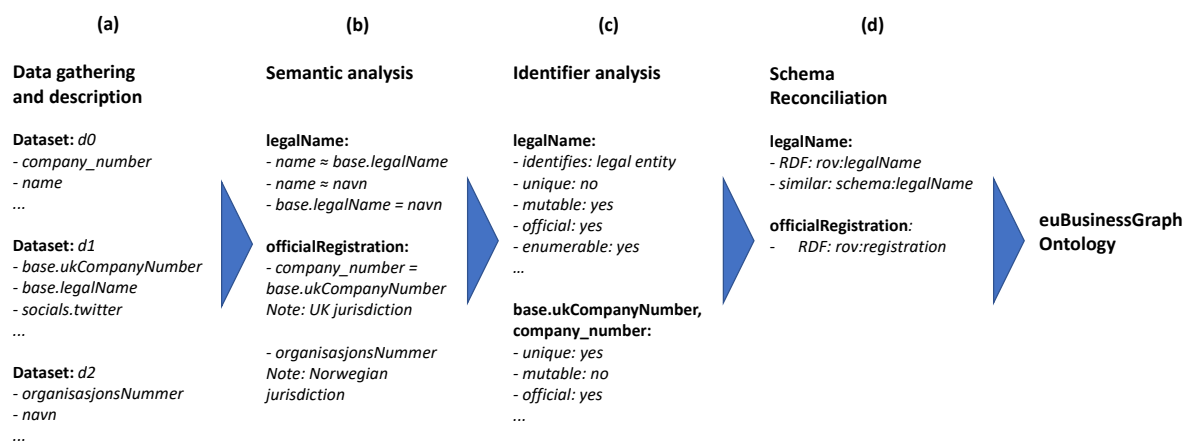 (a)
Data gathering
and description
Dataset: d0
- company_number
- name
...
Dataset: d1
- base.ukCompanyNumber
- base.legalName
- socials.twitter
...
Dataset: d2
- organisasjonsNummer
- navn
...
(b)
Semantic analysis
legalName:
- name ≈ base.legalName
- name ≈ navn
- base.legalName = navn
officialRegistration:
- company_number =
base.ukCompanyNumber
Note: UK jurisdiction
- organisasjonsNummer
Note: Norwegian
jurisdiction
(c)
Identifier analysis
legalName:
- identifies: legal entity
- unique: no
- mutable: yes
- official: yes
- enumerable: yes
...
base.ukCompanyNumber,
company_number:
- unique: yes
- mutable: no
- official: yes
...
(d)
Schema
Reconciliation
legalName:
- RDF: rov:legalName
- similar: schema:legalName
officialRegistration:
- RDF: rov:registration
euBusinessGraph
Ontology